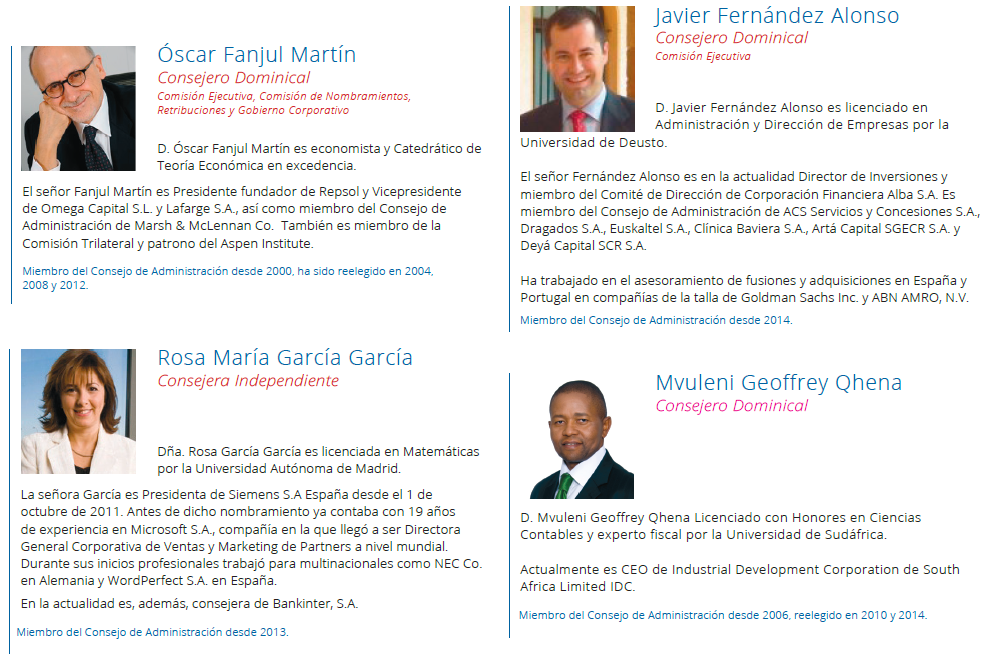 Óscar Fanjul Martín
Consejero Dominical
Comisión Ejecutiva, Comisión de Nombramientos,
Retribuciones y Gobierno Corporativo
D. Óscar Fanjul Martín es economista y Catedrático de
Teoría Económica en excedencia.
El señor Fanjul Martín es Presidente fundador de Repsol y Vicepresidente
de Omega Capital S.L. y Lafarge S.A., así como miembro del Consejo de
Administración de Marsh & McLennan Co. También es miembro de la
Comisión Trilateral y patrono del Aspen Institute.
Miembro del Consejo de Administración desde 2000, ha sido reelegido en 2004,
2008 y 2012.
Rosa María García García
Consejera Independiente
Dña. Rosa García García es licenciada en Matemáticas
por la Universidad Autónoma de Madrid.
La señora García es Presidenta de Siemens S.A España desde el 1 de
octubre de 2011. Antes de dicho nombramiento ya contaba con 19 años
de experiencia en Microsoft S.A., compañía en la que llegó a ser Directora
General Corporativa de Ventas y Marketing de Partners a nivel mundial.
Durante sus inicios profesionales trabajó para multinacionales como NEC Co.
en Alemania y WordPerfect S.A. en España.
En la actualidad es, además, consejera de Bankinter, S.A.
Miembro del Consejo de Administración desde 2013.
Javier Fernández Alonso
Consejero Dominical
Comisión Ejecutiva
D. Javier Fernández Alonso es licenciado en
Administración y Dirección de Empresas por la
Universidad de Deusto.
El señor Fernández Alonso es en la actualidad Director de Inversiones y
miembro del Comité de Dirección de Corporación Financiera Alba S.A. Es
miembro del Consejo de Administración de ACS Servicios y Concesiones S.A.,
Dragados S.A., Euskaltel S.A., Clínica Baviera S.A., Artá Capital SGECR S.A. y
Deyá Capital SCR S.A.
Ha trabajado en el asesoramiento de fusiones y adquisiciones en España y
Portugal en compañías de la talla de Goldman Sachs Inc. y ABN AMRO, N.V.
Miembro del Consejo de Administración desde 2014.
Mvuleni Geoffrey Qhena
Consejero Dominical
D. Mvuleni Geoffrey Qhena Licenciado con Honores en Ciencias
Contables y experto fiscal por la Universidad de Sudáfrica.
Actualmente es CEO de Industrial Development Corporation de South
Africa Limited IDC.
Miembro del Consejo de Administración desde 2006, reelegido en 2010 y 2014.